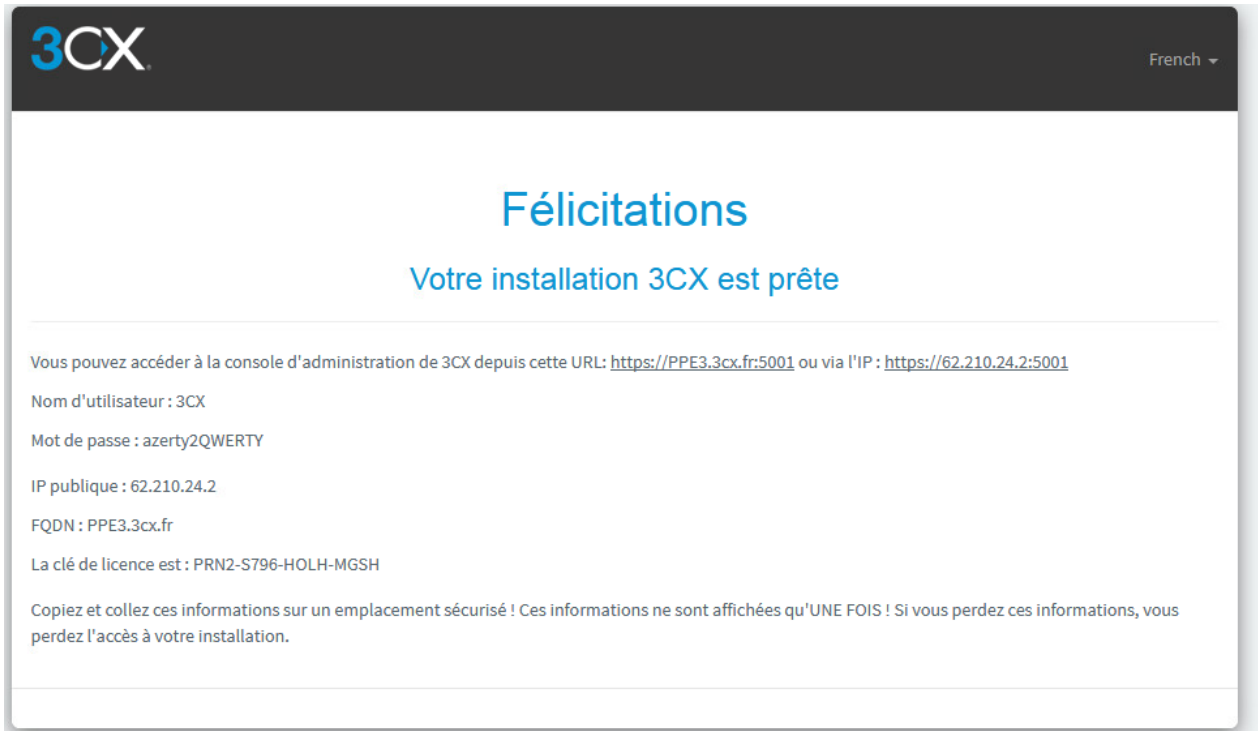 3CX
French
Félicitations
Votre installation 3CX est prête
Vous pouvez accéder à la console d'administration de 3CX depuis cette URL: https://PPE3.3cx.fr:5001 ou via l'IP : https://62.210.24.2:5001
Nom d'utilisateur : 3CX
Mot de passe : azerty2QWERTY
IP publique : 62.210.24.2
FQDN : PPE3.3cx.fr
La clé de licence est : PRN2-S796-HOLH-MGSH
Copiez et collez ces informations sur un emplacement sécurisé ! Ces informations ne sont affichées qu'UNE FOIS ! Si vous perdez ces informations, vous
perdez l'accès à votre installation.